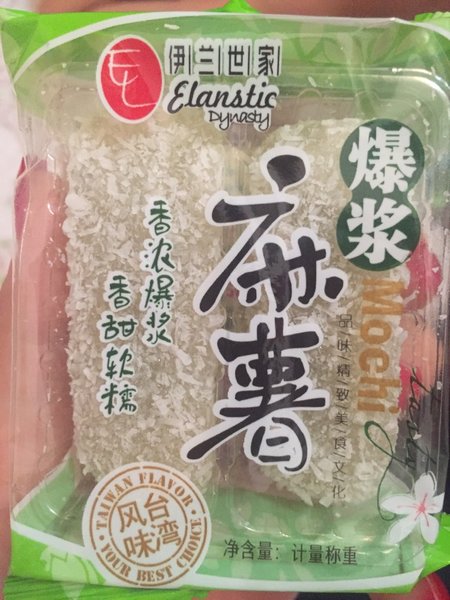 伊兰世家
Elanstic
Dynasty
爆浆
麻薯
Mochi
Tasty
香浓爆浆
香甜软糯
品/味/精/致/美/食/文/化
TAIWAN FLAVOR
台湾
风味
YOUR BEST CHOICE
净含量: 计量称重